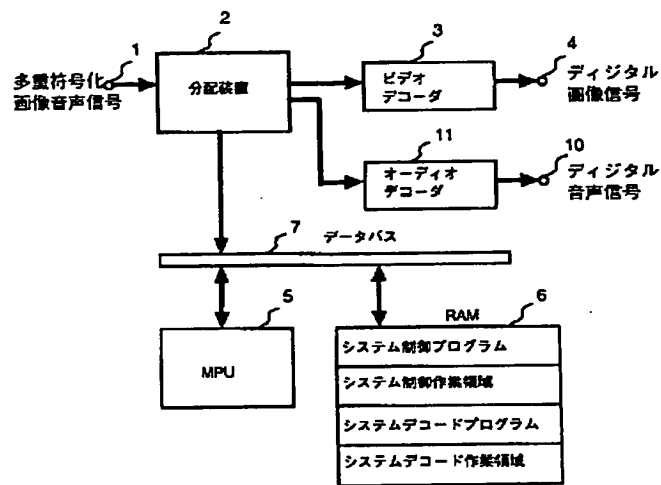 2
3
4
1
多重符号化
画像音声信号
分配装置
ビデオ
デコーダ
ディジタル
画像信号
11
10
オーディオ
デコーダ
ディジタル
音声信号
7
データバス
5
6
RAM
MPU
システム制御プログラム
システム制御作業領域
システムデコードプログラム
システムデコード作業領域